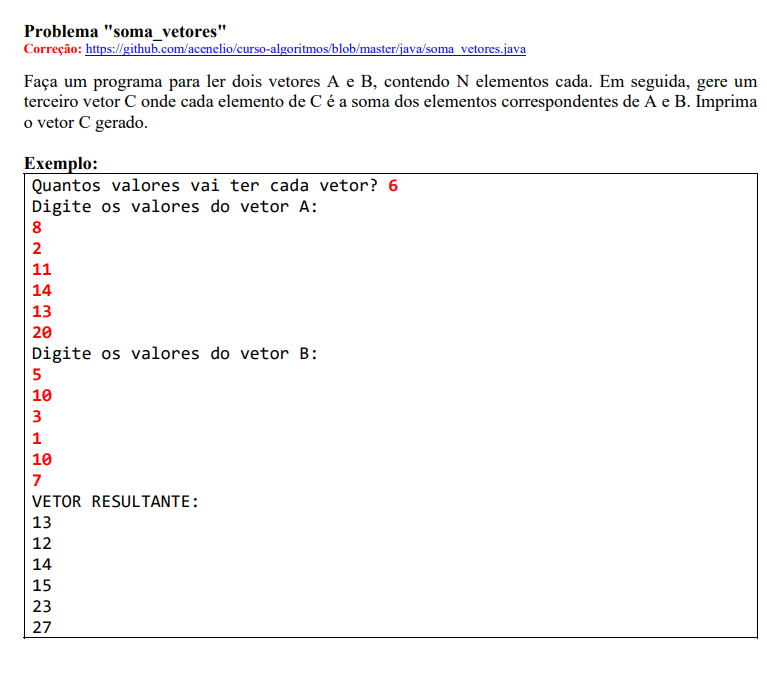 Problema "soma_vetores"
Correção: https://github.com/acenelio/curso-algoritmos/blob/master/java/soma_vetores.java
Faça um programa para ler dois vetores A e B, contendo N elementos cada. Em seguida, gere um
terceiro vetor C onde cada elemento de C é a soma dos elementos correspondentes de A e B. Imprima
o vetor C gerado.
Exemplo:
Quantos valores vai ter cada vetor? 6
Digite os valores do vetor A:
8
2
11
14
13
20
Digite os valores do vetor B:
5
10
3
1
10
7
VETOR RESULTANTE:
13
12
14
15
23
27